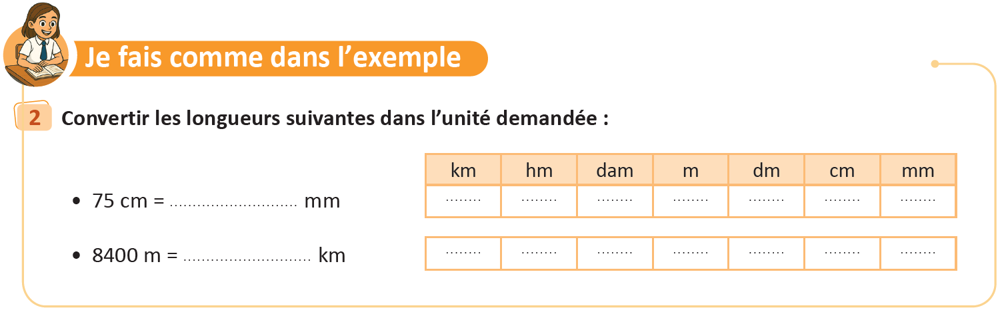 Je fais comme dans l’exemple
2 Convertir les longueurs suivantes dans l’unité demandée :
km hm dam m dm cm mm
• 75 cm = ............................ mm ........ ........ ........ ........ ........ ........ ........
• 8400 m = ............................ km ........ ........ ........ ........ ........ ........ ........